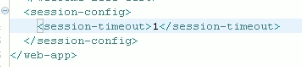 <session-config>
<session-timeout>1</session-timeout>
</session-config>
</web-app>